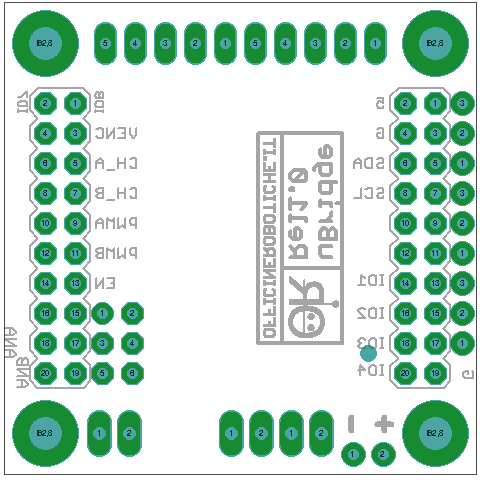 B2,8 5 4 3 2 1 5 4 3 2 1 B2,8
IO7 2 1 IO8 5 2 1 3
4 3 VENC G 4 3 2
6 5 CH_A SDA 6 5 1
8 7 CH_B SCL 8 7 3
10 9 PWMA 10 9 2
12 11 PWMB 12 11 1
14 13 EN IO1 14 13 3
16 15 1 2 IO2 16 15 2
18 17 3 4 IO3 18 17 1
20 19 5 6 IO4 20 19
ANA
ANB
OFFICINEROBOTICHE.IT
Rel1.0
UBridge
OR
- +
B2,8 1 2 1 2 1 2 1 2 B2,8